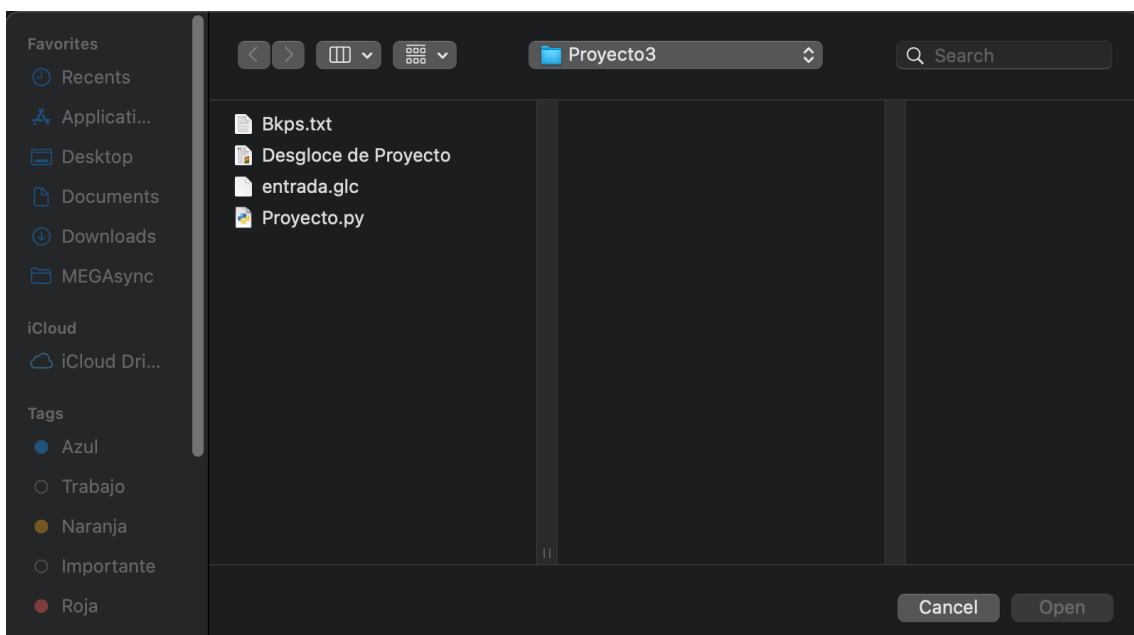 Favorites
Recents
Applicati...
Desktop
Documents
Downloads
MEGAsync
iCloud
iCloud Dri...
Tags
Azul
Trabajo
Naranja
Importante
Roja
Proyecto3
Search
Bkps.txt
Desgloce de Proyecto
entrada.glc
Proyecto.py
Cancel
Open